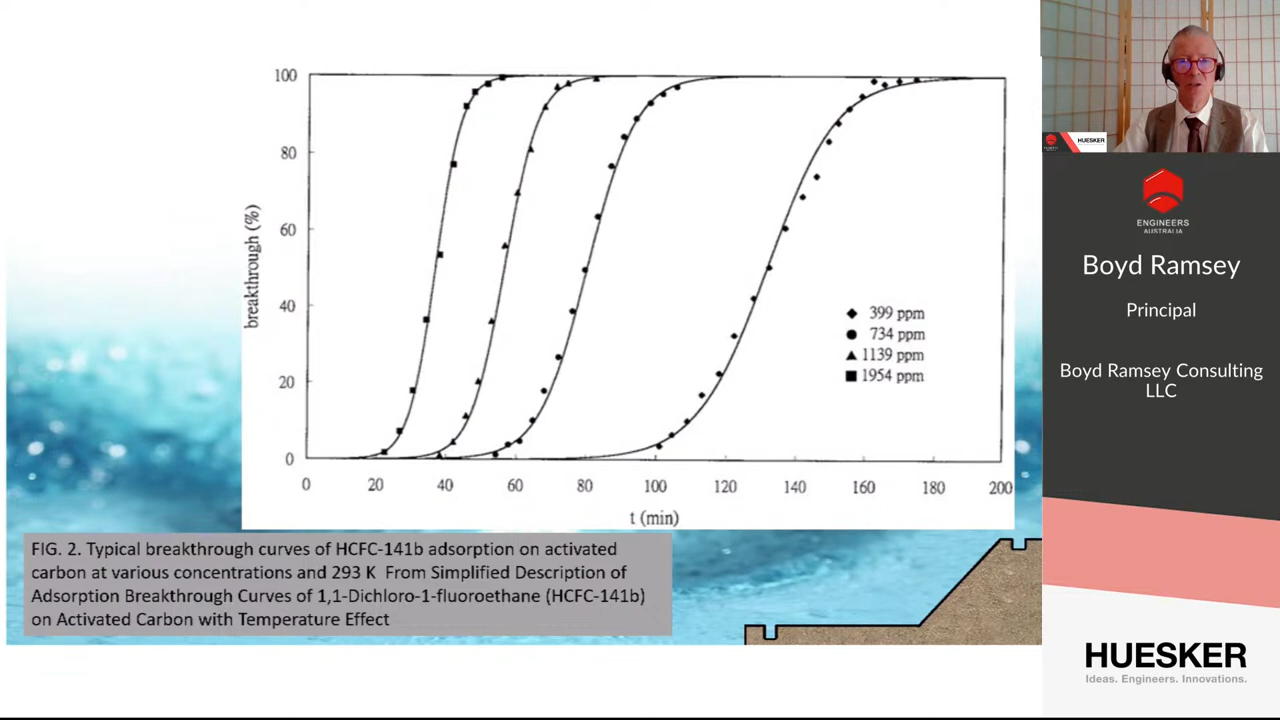 100
80
60
40
20
0
breakthrough (%)
399 ppm
734 ppm
1139 ppm
1954 ppm
0 20 40 60 80 100 120 140 160 180 200
t (min)
FIG. 2. Typical breakthrough curves of HCFC-141b adsorption on activated
carbon at various concentrations and 293 K From Simplified Description of
Adsorption Breakthrough Curves of 1,1-Dichloro-1-fluoroethane (HCFC-141b)
on Activated Carbon with Temperature Effect
HUESKER
ENGINEERS
AUSTRALIA
Boyd Ramsey
Principal
Boyd Ramsey Consulting
LLC
HUESKER
Ideas. Engineers. Innovations.